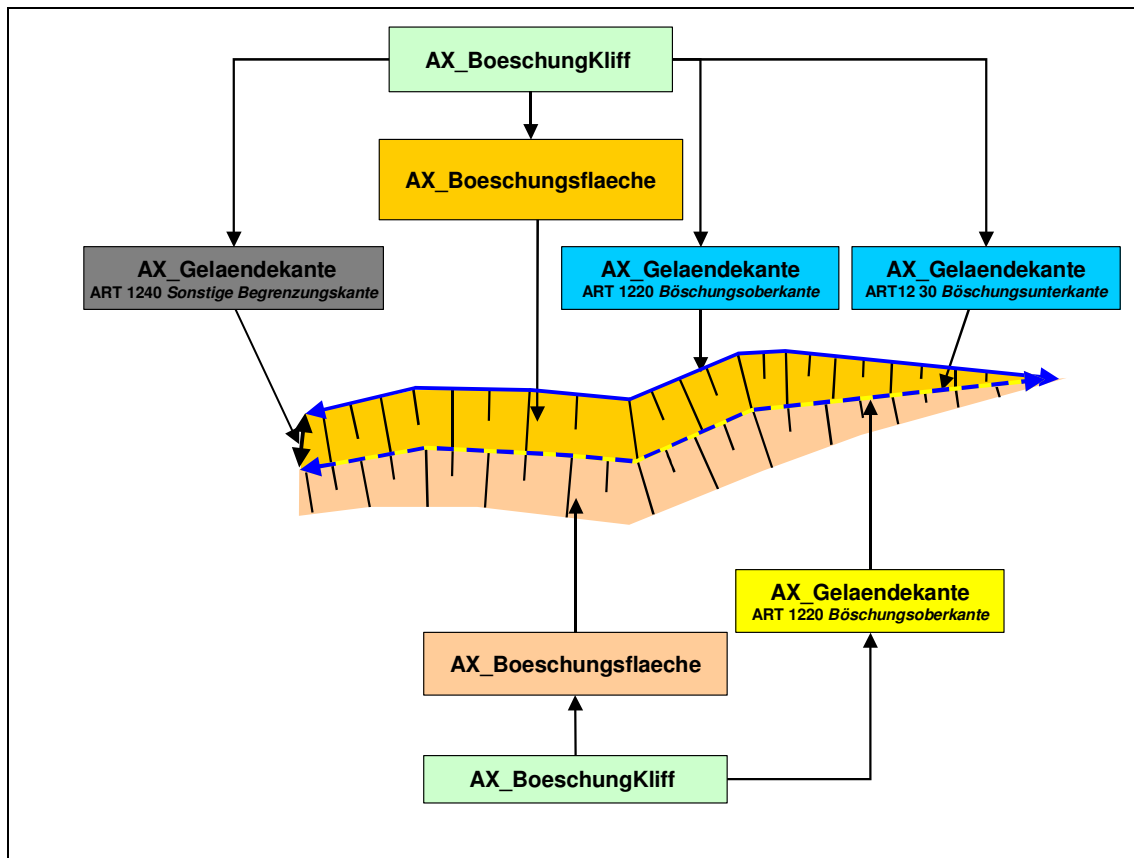 AX_BoeschungKliff
AX_Boeschungsflaeche
AX_Gelaendekante
ART 1240 Sonstige Begrenzungskante
AX_Gelaendekante
ART 1220 Böschungsoberkante
AX_Gelaendekante
ART12 30 Böschungsunterkante
AX_Gelaendekante
ART 1220 Böschungsoberkante
AX_Boeschungsflaeche
AX_BoeschungKliff